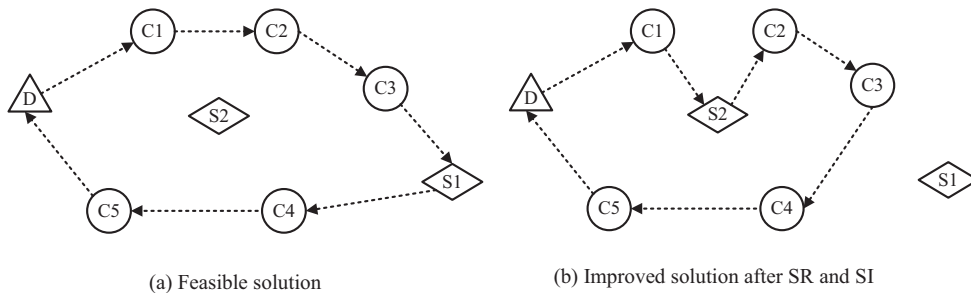 C1
C2
D
C3
S2
S1
C5
C4
(a) Feasible solution
C1
C2
D
C3
S2
S1
C5
C4
(b) Improved solution after SR and SI